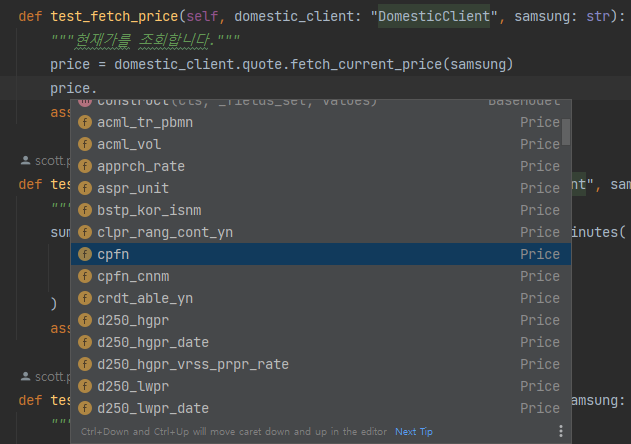 def test_fetch_price(self, domestic_client: "DomesticClient", samsung: str):
"""현재가를 조회합니다."""
price = domestic_client.quote.fetch_current_price(samsung)
price.
construct(cls, _fields_set, values) BaseModel
acml_tr_pbmn Price
acml_vol Price
apprch_rate Price
aspr_unit Price
bstp_kor_isnm Price
clpr_rang_cont_yn Price
cpfn Price
cpfn_cnnm Price
crdt_able_yn Price
d250_hgpr Price
d250_hgpr_date Price
d250_hgpr_vrss_prpr_rate Price
d250_lwpr Price
d250_lwpr_date Price
Ctrl+Down and Ctrl+Up will move caret down and up in the editor Next Tip
ass
scott.p
def tes nt", sam
"""
sum inutes(
)
ass
scott.p
def tes amsung:
"""